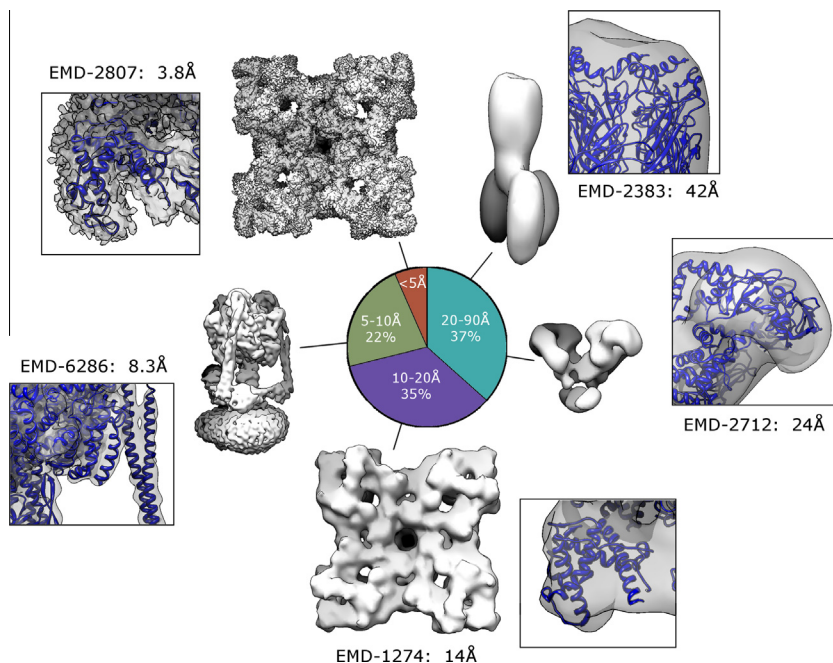 EMD-2807: 3.8Å
EMD-2383: 42Å
<5Å
5-10Å
22%
20-90Å
37%
10-20Å
35%
EMD-6286: 8.3Å
EMD-2712: 24Å
EMD-1274: 14Å